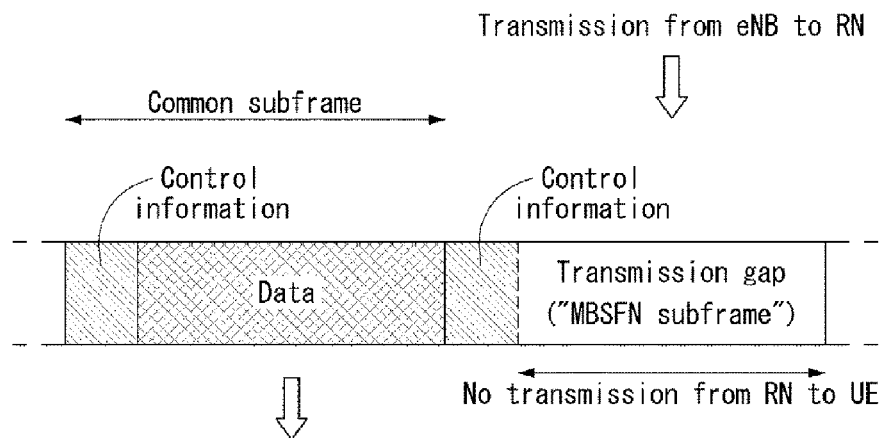 Transmission from eNB to RN
Common subframe
Control
information
Control
information
Data
Transmission gap
("MBSFN subframe")
No transmission from RN to UE